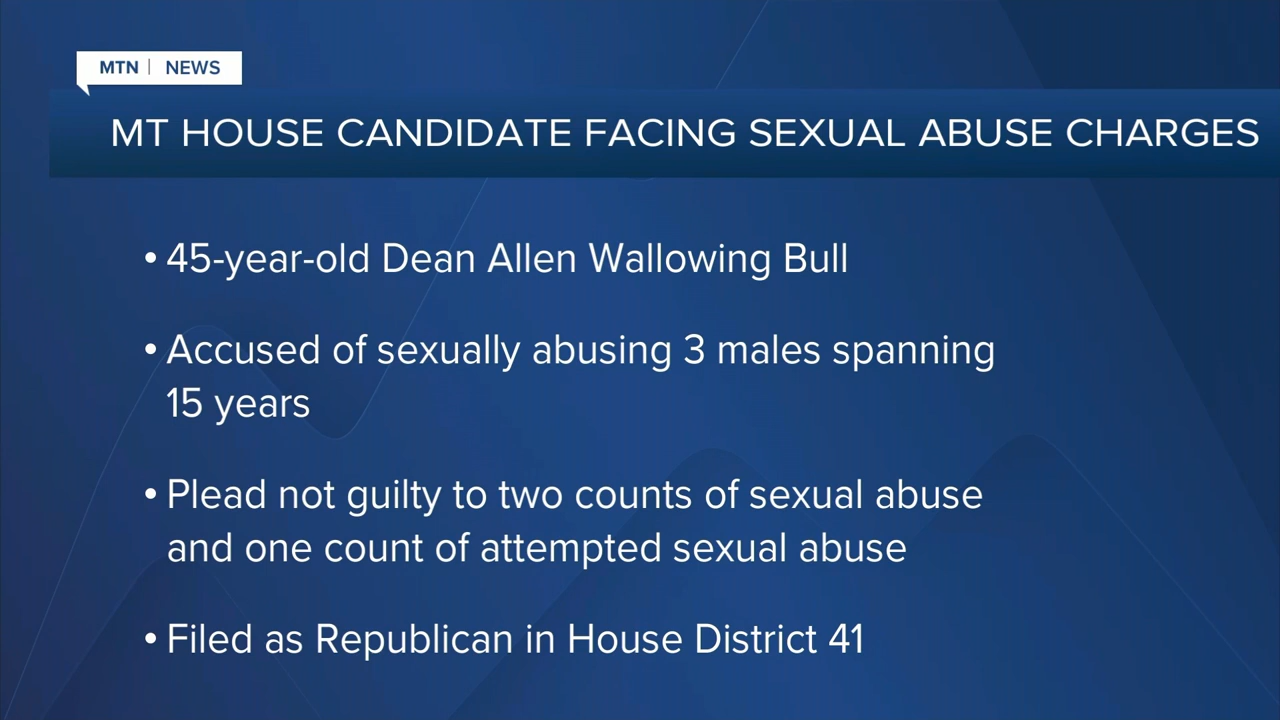 MTN | NEWS
MT HOUSE CANDIDATE FACING SEXUAL ABUSE CHARGES
• 45-year-old Dean Allen Wallowing Bull
• Accused of sexually abusing 3 males spanning
15 years
• Plead not guilty to two counts of sexual abuse
and one count of attempted sexual abuse
• Filed as Republican in House District 41